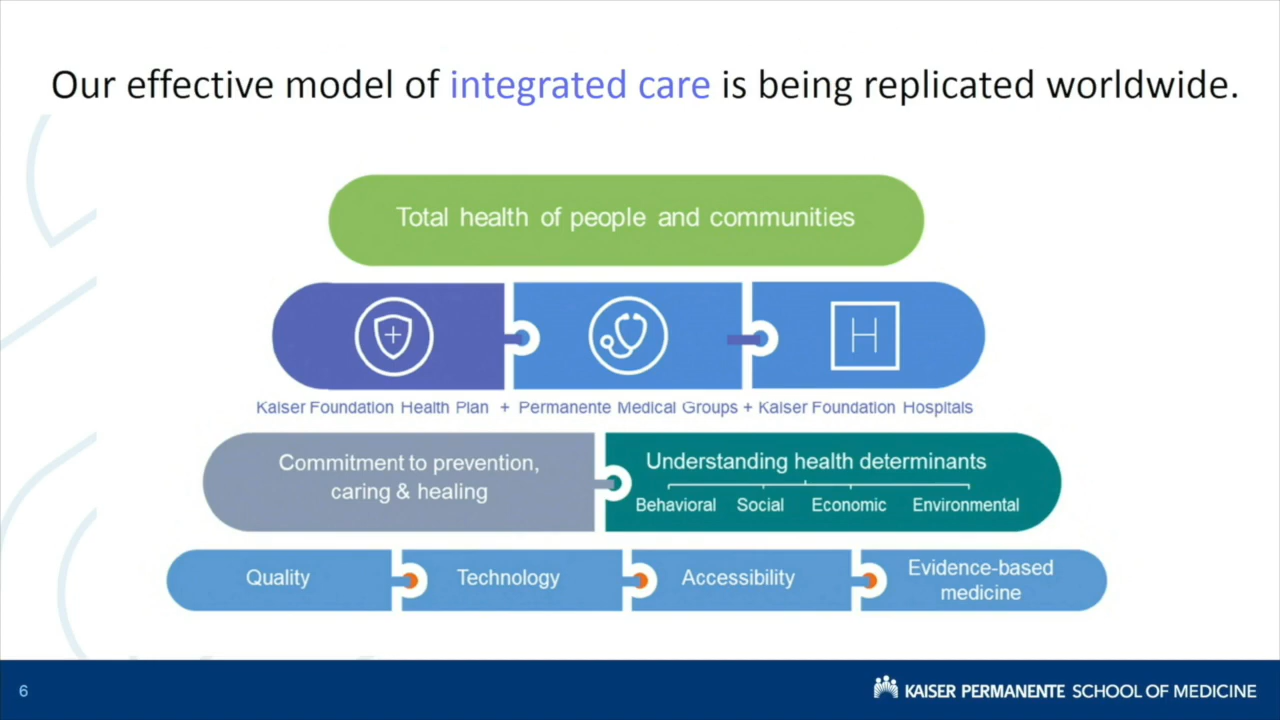 Our effective model of integrated care is being replicated worldwide.
Total health of people and communities
H
Kaiser Foundation Health Plan + Permanente Medical Groups + Kaiser Foundation Hospitals
Commitment to prevention,
caring & healing
Understanding health determinants
Behavioral Social Economic Environmental
Quality
Technology
Accessibility
Evidence-based
medicine
6
KAISER PERMANENTE SCHOOL OF MEDICINE